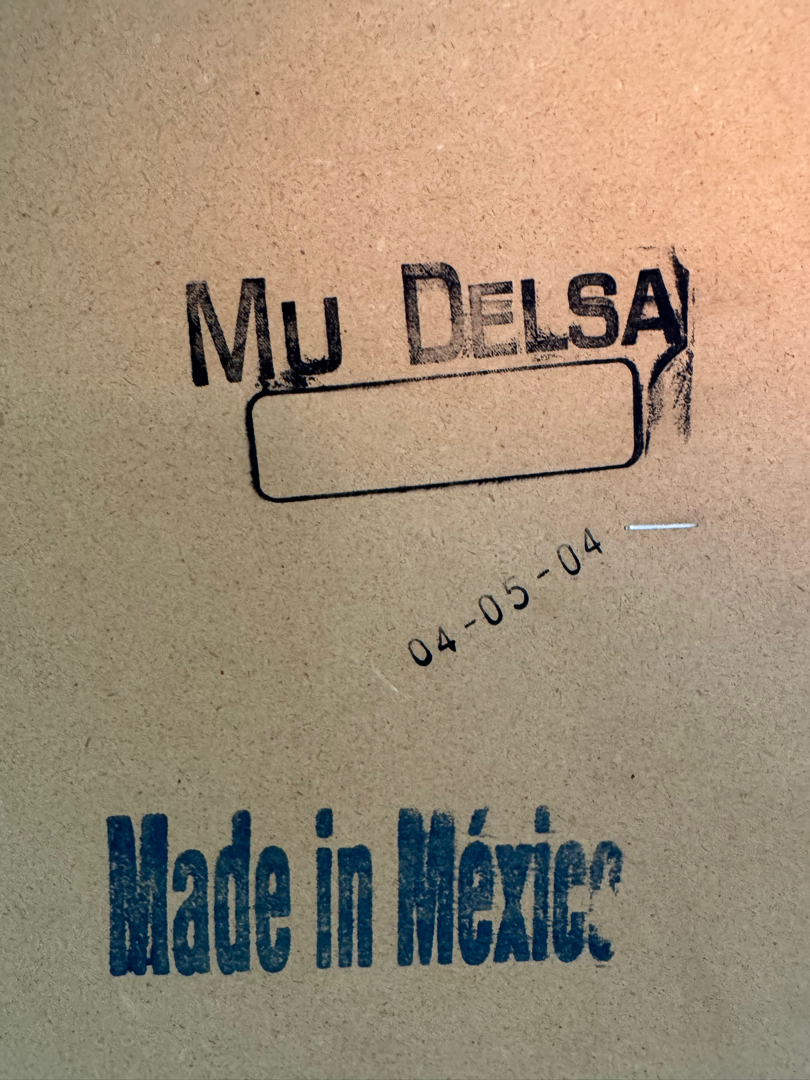 MU DELSA
04-05-04
Made in México